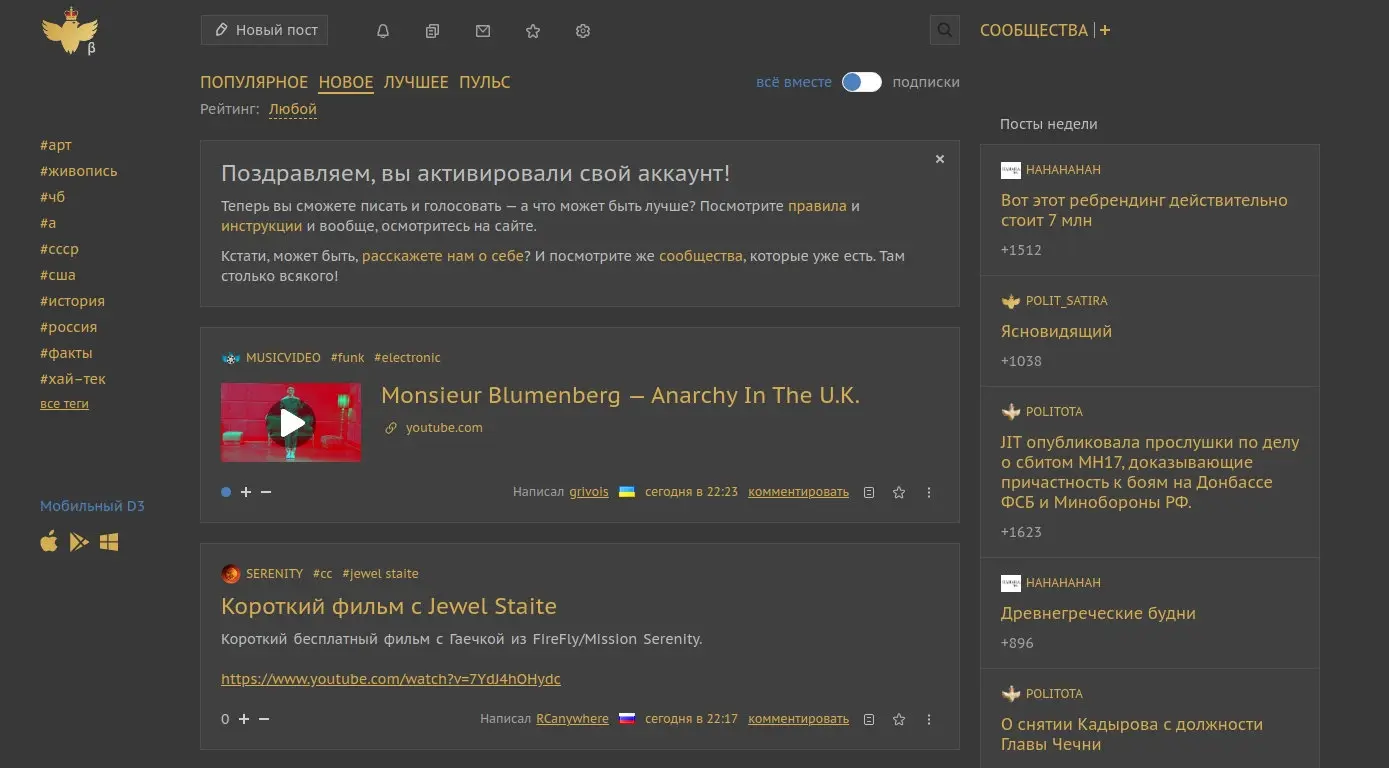 β
Новый пост
СООБЩЕСТВА
ПОПУЛЯРНОЕ НОВОЕ ЛУЧШЕЕ ПУЛЬС
всё вместе подписки
Рейтинг: Любой
#арт
#живопись
#чб
#а
#ссср
#сша
#история
#россия
#факты
#хай–тек
все теги
Мобильный D3
Поздравляем, вы активировали свой аккаунт!
Теперь вы сможете писать и голосовать — а что может быть лучше? Посмотрите правила и
инструкции и вообще, осмотритесь на сайте.
Кстати, может быть, расскажете нам о себе? И посмотрите же сообщества, которые уже есть. Там
столько всякого!
MUSICVIDEO #funk #electronic
Monsieur Blumenberg — Anarchy In The U.K.
youtube.com
Написал grivois сегодня в 22:23 комментировать
SERENITY #cc #jewel staite
Короткий фильм с Jewel Staite
Короткий бесплатный фильм с Гаечкой из FireFly/Mission Serenity.
https://www.youtube.com/watch?v=7YdJ4hOHydc
0 + −
Написал RCanywhere сегодня в 22:17 комментировать
Посты недели
НАНАНАНАН
Вот этот ребрендинг действительно
стоит 7 млн
+1512
POLIT_SATIRA
Ясновидящий
+1038
POLITOTA
JIT опубликовала прослушки по делу
о сбитом MH17, доказывающие
причастность к боям на Донбассе
ФСБ и Минобороны РФ.
+1623
НАНАНАНАН
Древнегреческие будни
+896
POLITOTA
О снятии Кадырова с должности
Главы Чечни